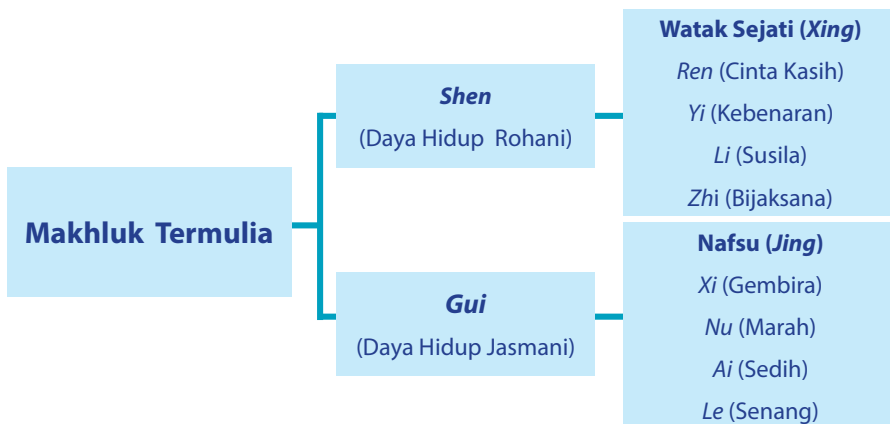 Makhluk Termulia
Shen
(Daya Hidup Rohani)
Watak Sejati (Xing)
Ren (Cinta Kasih)
Yi (Kebenaran)
Li (Susila)
Zhi (Bijaksana)
Gui
(Daya Hidup Jasmani)
Nafsu (Jing)
Xi (Gembira)
Nu (Marah)
Ai (Sedih)
Le (Senang)